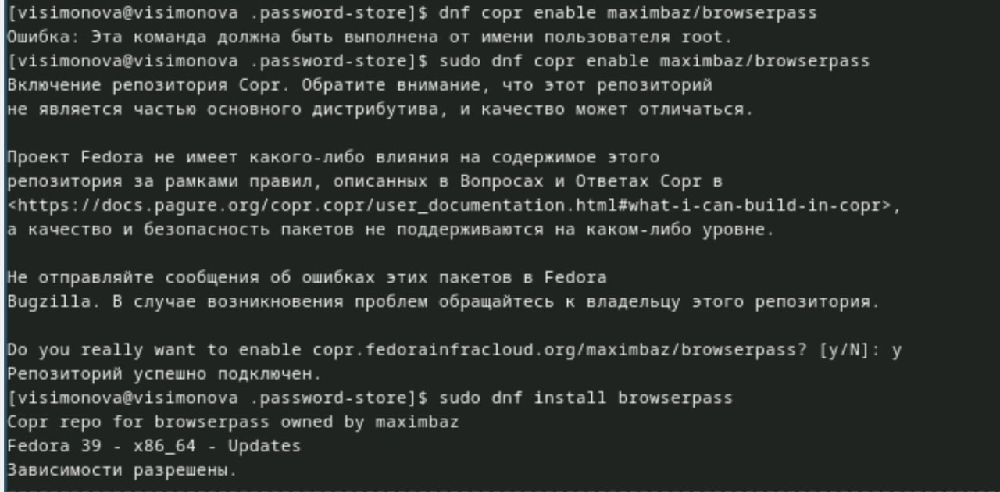 [visimonova@visimonova .password-store]$ dnf copr enable maximbaz/browserpass
Ошибка: Эта команда должна быть выполнена от имени пользователя root.
[visimonova@visimonova .password-store]$ sudo dnf copr enable maximbaz/browserpass
Включение репозитория Copr. Обратите внимание, что этот репозиторий
не является частью основного дистрибутива, и качество может отличаться.
Проект Fedora не имеет какого-либо влияния на содержимое этого
репозитория за рамками правил, описанных в Вопросах и Ответах Copr в
<https://docs.pagure.org/copr.copr/user_documentation.html#what-i-can-build-in-copr>,
а качество и безопасность пакетов не поддерживаются на каком-либо уровне.
Не отправляйте сообщения об ошибках этих пакетов в Fedora
Bugzilla. В случае возникновения проблем обращайтесь к владельцу этого репозитория.
Do you really want to enable copr.fedorainfracloud.org/maximbaz/browserpass? [y/N]: y
Репозиторий успешно подключен.
[visimonova@visimonova .password-store]$ sudo dnf install browserpass
Copr repo for browserpass owned by maximbaz
Fedora 39 - x86_64 - Updates
Зависимости разрешены.